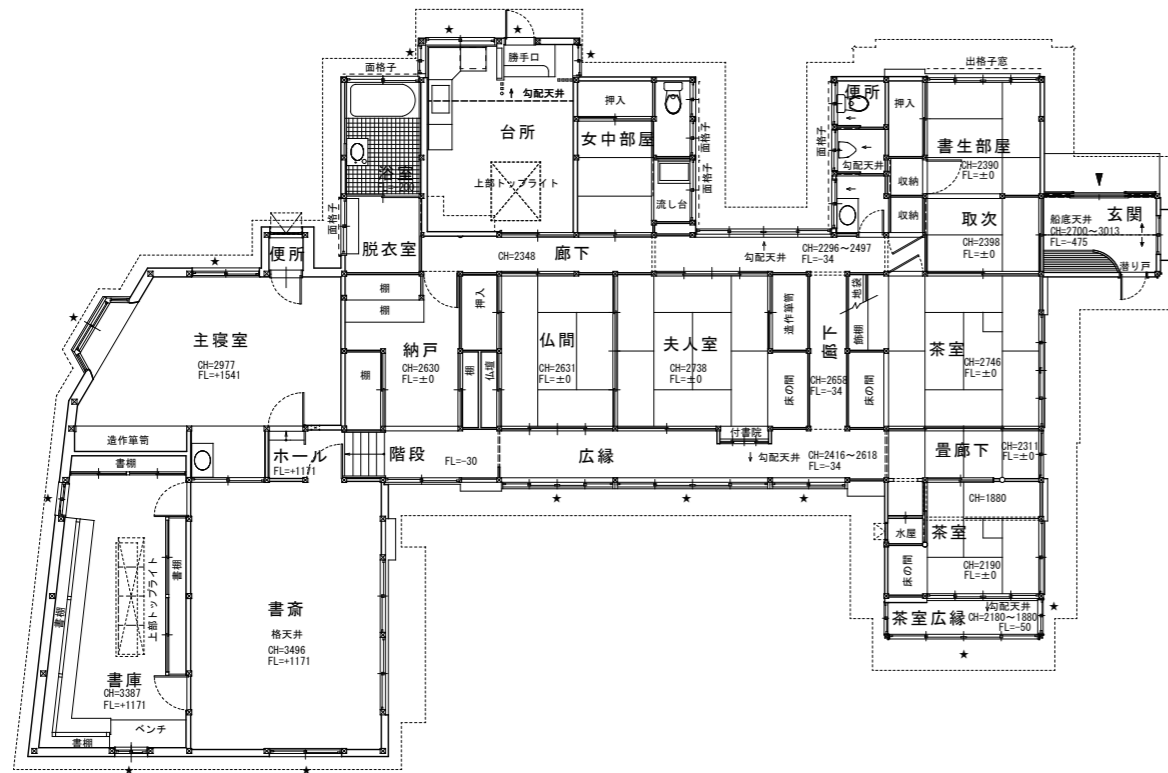 ★
★
★
★
勝手口
面格子
勾配天井
台所
上部トップライト
押入
女中部屋
面格子
面格子
流し台
浴室
面格子
脱衣室
便所
★
★
出格子窓
便所
押入
面格子
勾配天井
収納
収納
書生部屋
CH=2390
FL=±0
取次
CH=2398
FL=±0
船底天井
玄関
CH=2700～3013
FL=-475
潜り戸
CH=2348
廊下
勾配天井
CH=2296～2497
FL=-34
主寝室
CH=2977
FL=+1541
棚
棚
納戸
CH=2630
FL=±0
棚
押入
棚
仏壇
仏間
CH=2631
FL=±0
夫人室
CH=2738
FL=±0
造作箪笥
床の間
付書院
廊下
CH=2658
FL=-34
地袋
飾棚
床の間
茶室
CH=2746
FL=±0
★
★
造作箪笥
書棚
ホール
FL=+1171
階段
FL=-30
広縁
勾配天井
CH=2416～2618
FL=-34
畳廊下
CH=2311
FL=±0
★
★
★
★
★
CH=1880
水屋
茶室
床の間
CH=2190
FL=±0
茶室広縁
勾配天井
CH=2180～1880
FL=-50
★
★
書棚
上部トップライト
書棚
書庫
CH=3387
FL=+1171
ベンチ
書棚
書斎
格天井
CH=3496
FL=+1171
★
★